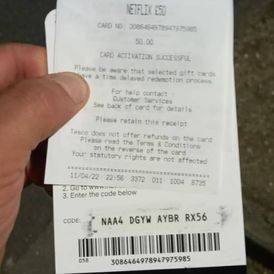 NETFLIX £50
CARD NO. 3086464978947975985
50.00
CARD ACTIVATION SUCCESSFUL
Please be aware that selected gift cards
have a time delayed redemption process.
For help contact
Customer Services
See back of card for details
Please retain this receipt
Tesco does not offer refunds on the card
Please read the Terms & Conditions
on the reverse of the card
Your statutory rights are not affected
11/04/22 22:56 3372 011 1004 8735
2. Go to www
3. Enter the code below
CODE: NAA4 DGYW AYBR RX56
058 3086464978947975985